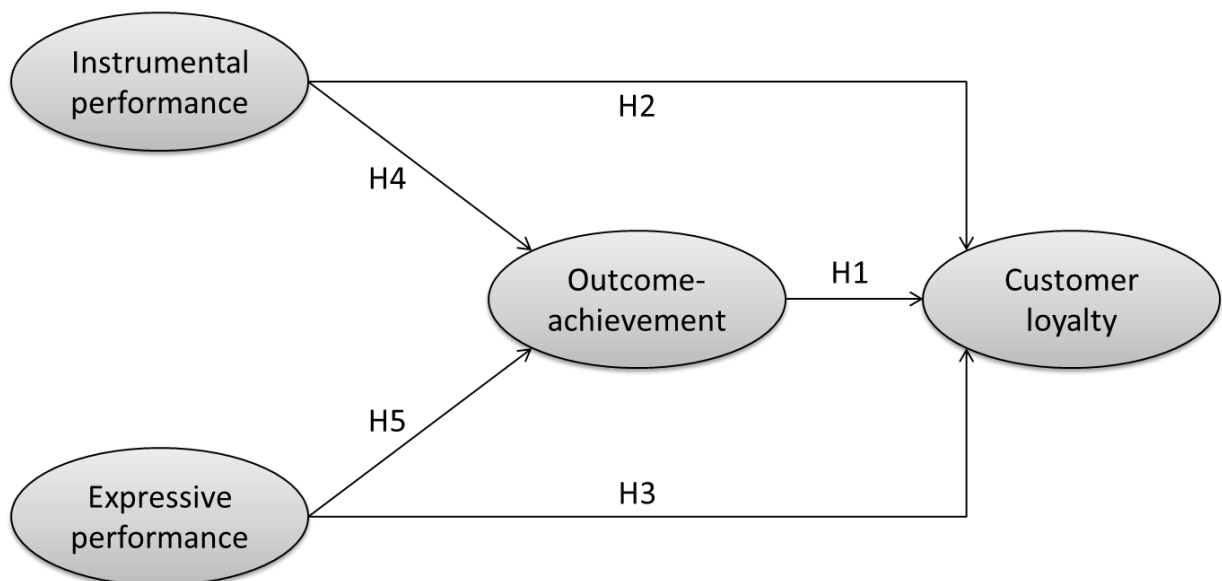 Instrumental
performance
H2
H4
Outcome-
achievement
H1
Customer
loyalty
H5
Expressive
performance
H3